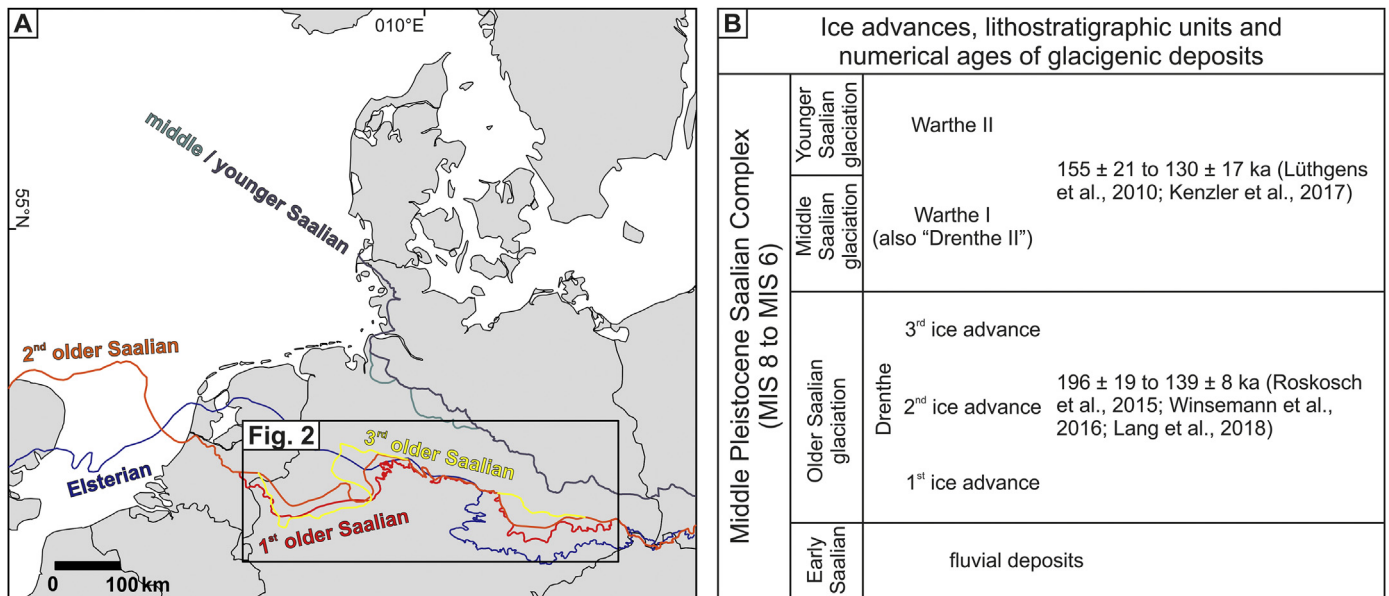 A
010°E
55°N
middle / younger Saalian
2nd older Saalian
Elsterian
Fig. 2
3rd older Saalian
1st older Saalian
0 100 km
B
Ice advances, lithostratigraphic units and
numerical ages of glacigenic deposits
Middle Pleistocene Saalian Complex
(MIS 8 to MIS 6)
Younger
Saalian
glaciation
Warthe II
155 ± 21 to 130 ± 17 ka (Lüthgens
et al., 2010; Kenzler et al., 2017)
Middle
Saalian
glaciation
Warthe I
(also “Drenthe II”)
Older Saalian
glaciation
Drenthe
3rd ice advance
2nd ice advance
1st ice advance
196 ± 19 to 139 ± 8 ka (Roskosch
et al., 2015; Winsemann et al.,
2016; Lang et al., 2018)
Early
Saalian
fluvial deposits